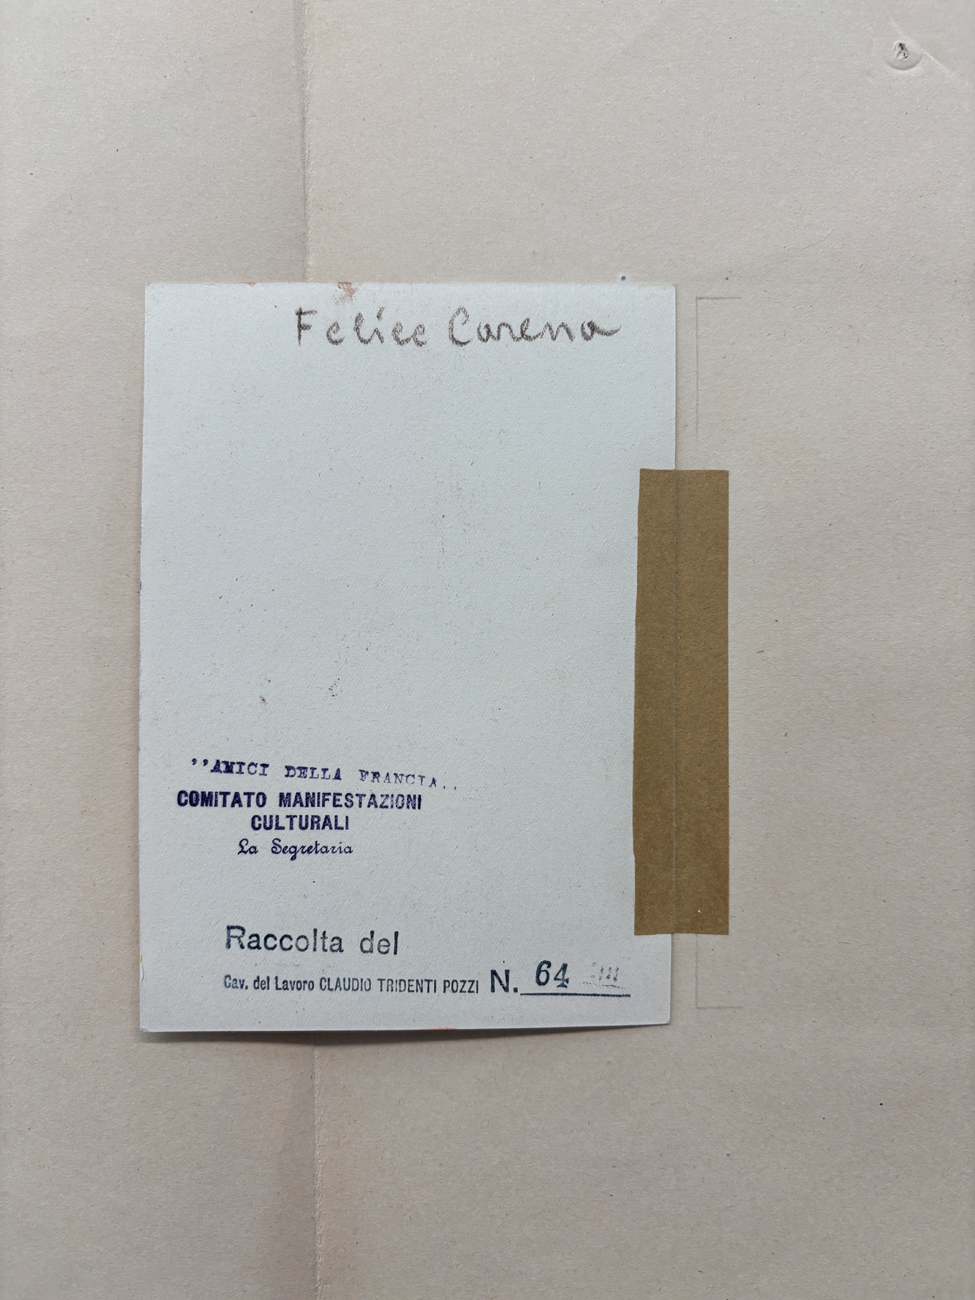 Felice Carena
’’AMICI DELLA FRANCIA,,
COMITATO MANIFESTAZIONI
CULTURALI
La Segretaria
Raccolta del
Cav. del Lavoro CLAUDIO TRIDENTI POZZI N. 64